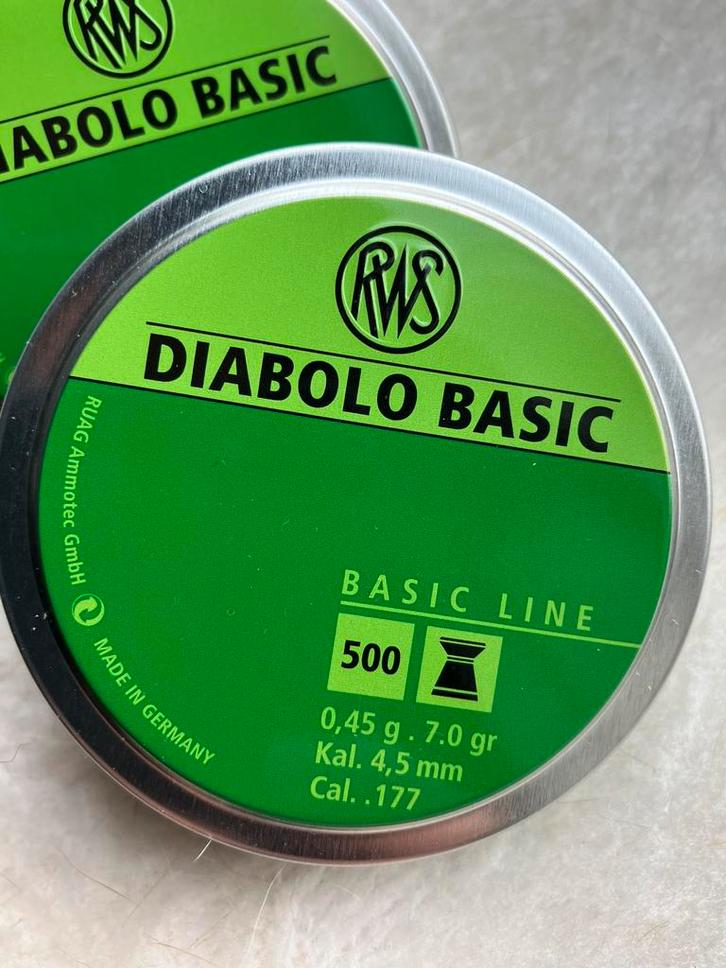 RWS
DIABOLO BASIC
RWS
DIABOLO BASIC
RUAG Ammotec GmbH
MADE IN GERMANY
BASIC LINE
500
0,45 g . 7.0 gr
Kal. 4,5 mm
Cal. .177